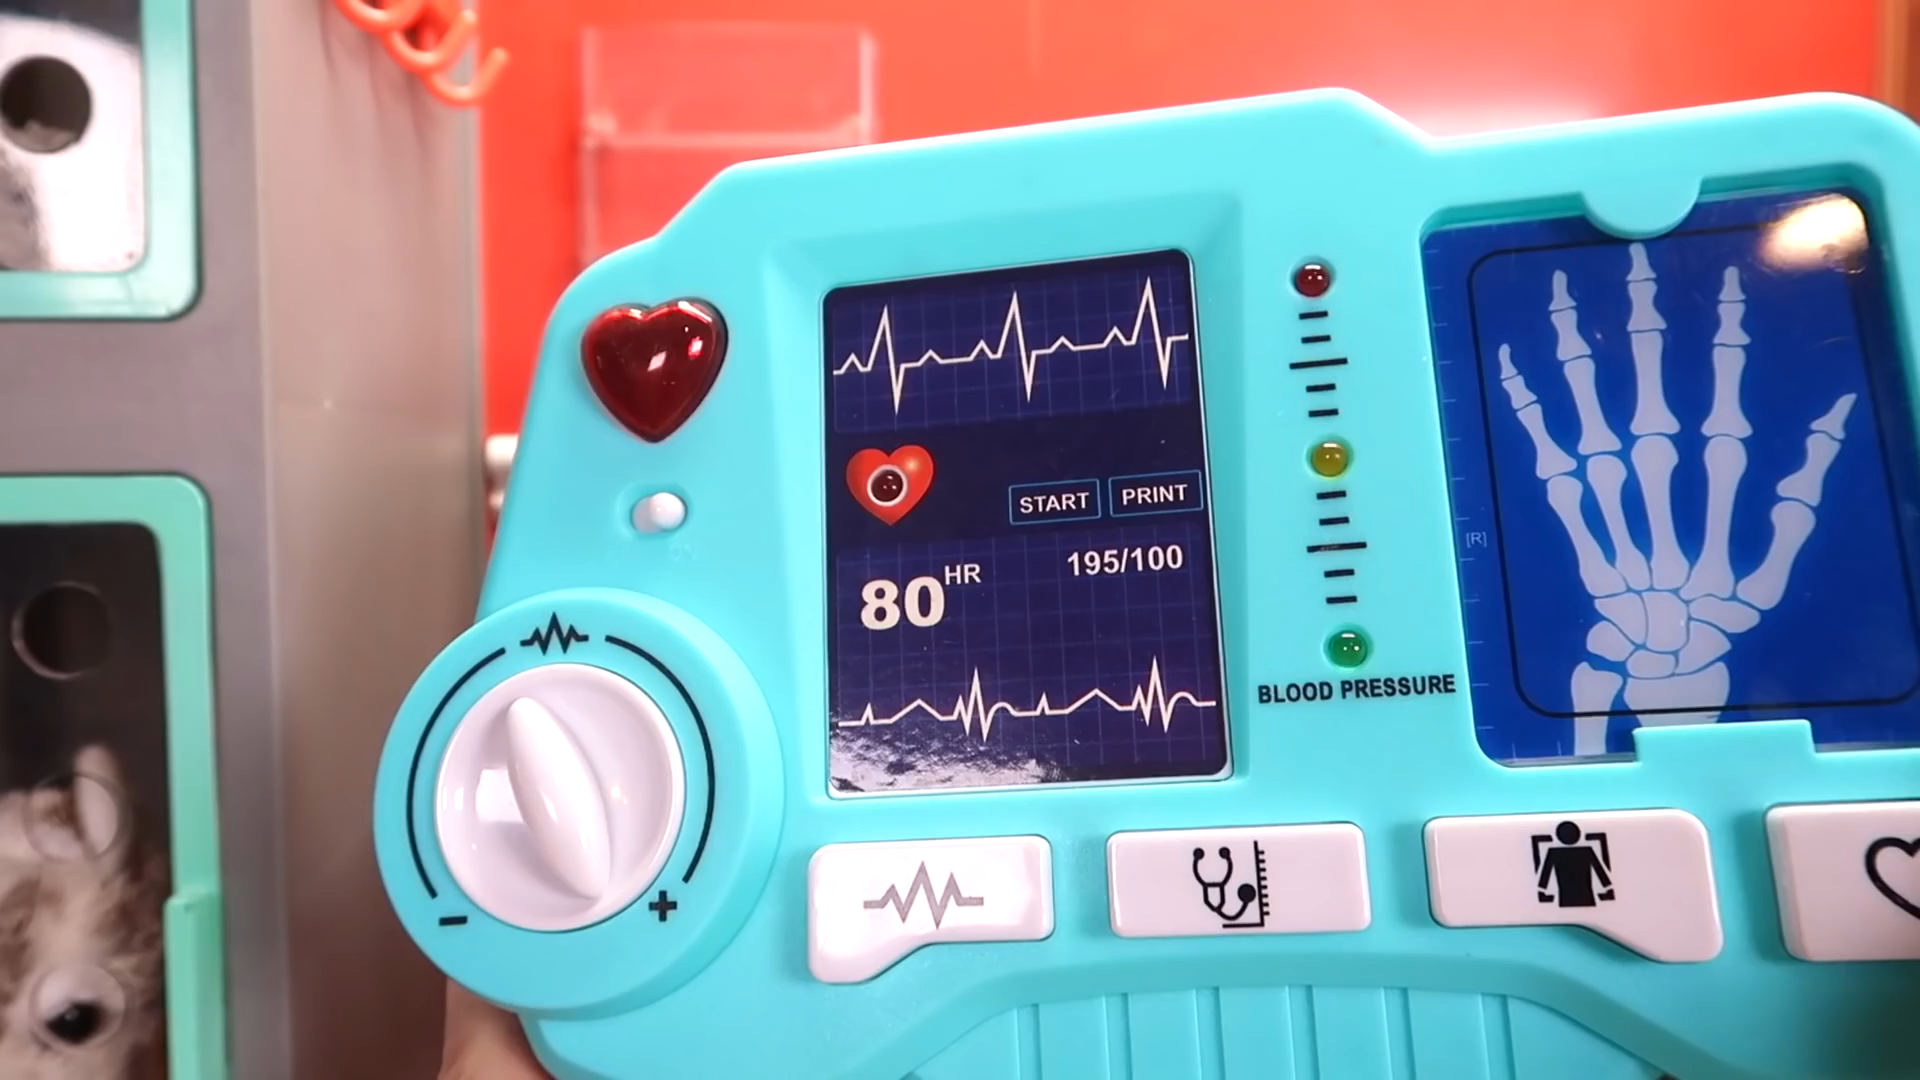 START
PRINT
80 HR
195/100
BLOOD PRESSURE
[R]
- +